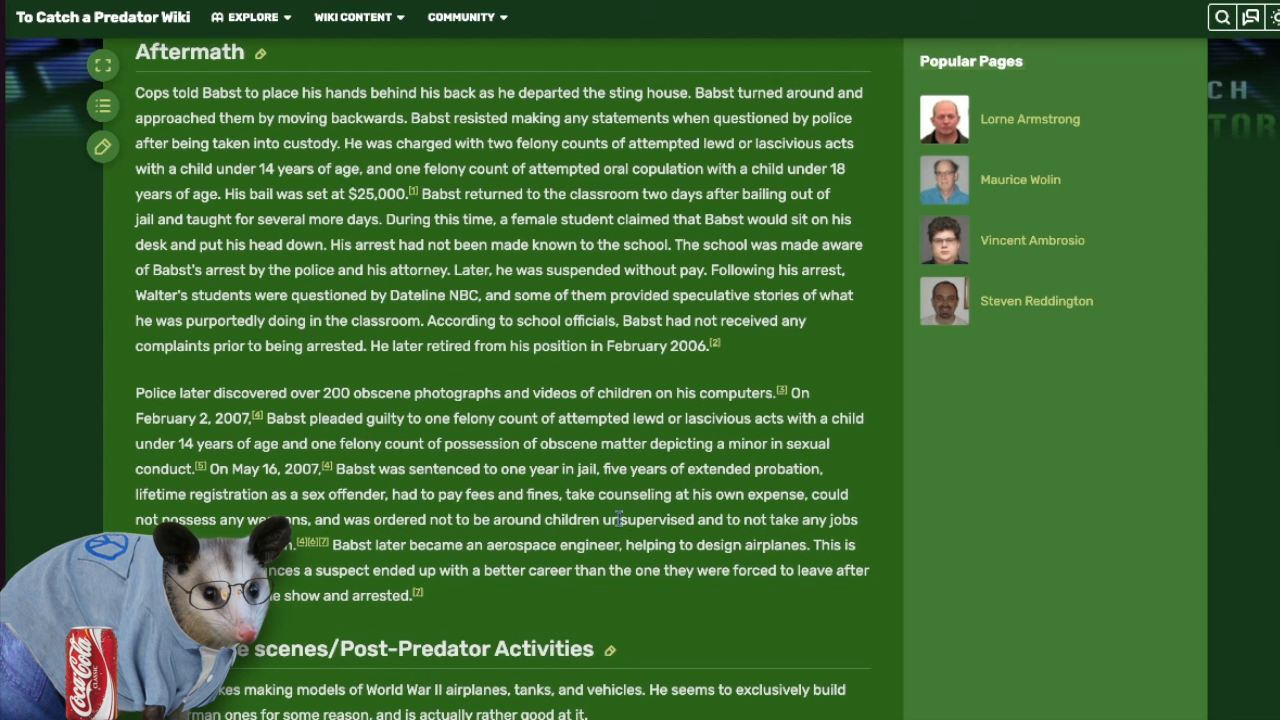 To Catch a Predator Wiki EXPLORE WIKI CONTENT COMMUNITY
Aftermath
Cops told Babst to place his hands behind his back as he departed the sting house. Babst turned around and
approached them by moving backwards. Babst resisted making any statements when questioned by police
after being taken into custody. He was charged with two felony counts of attempted lewd or lascivious acts
with a child under 14 years of age, and one felony count of attempted oral copulation with a child under 18
years of age. His bail was set at $25,000.[1] Babst returned to the classroom two days after bailing out of
jail and taught for several more days. During this time, a female student claimed that Babst would sit on his
desk and put his head down. His arrest had not been made known to the school. The school was made aware
of Babst's arrest by the police and his attorney. Later, he was suspended without pay. Following his arrest,
Walter's students were questioned by Dateline NBC, and some of them provided speculative stories of what
he was purportedly doing in the classroom. According to school officials, Babst had not received any
complaints prior to being arrested. He later retired from his position in February 2006.[2]
Police later discovered over 200 obscene photographs and videos of children on his computers.[3] On
February 2, 2007,[4] Babst pleaded guilty to one felony count of attempted lewd or lascivious acts with a child
under 14 years of age and one felony count of possession of obscene matter depicting a minor in sexual
conduct.[5] On May 16, 2007,[4] Babst was sentenced to one year in jail, five years of extended probation,
lifetime registration as a sex offender, had to pay fees and fines, take counseling at his own expense, could
not possess any weapons, and was ordered not to be around children unsupervised and to not take any jobs
n.[4][6][7] Babst later became an aerospace engineer, helping to design airplanes. This is
nces a suspect ended up with a better career than the one they were forced to leave after
e show and arrested.[7]
e scenes/Post-Predator Activities
kes making models of World War II airplanes, tanks, and vehicles. He seems to exclusively build
rman ones for some reason, and is actually rather good at it.
Popular Pages
Lorne Armstrong
Maurice Wolin
Vincent Ambrosio
Steven Reddington
CH
TOR
Coca-Cola
CLASSIC